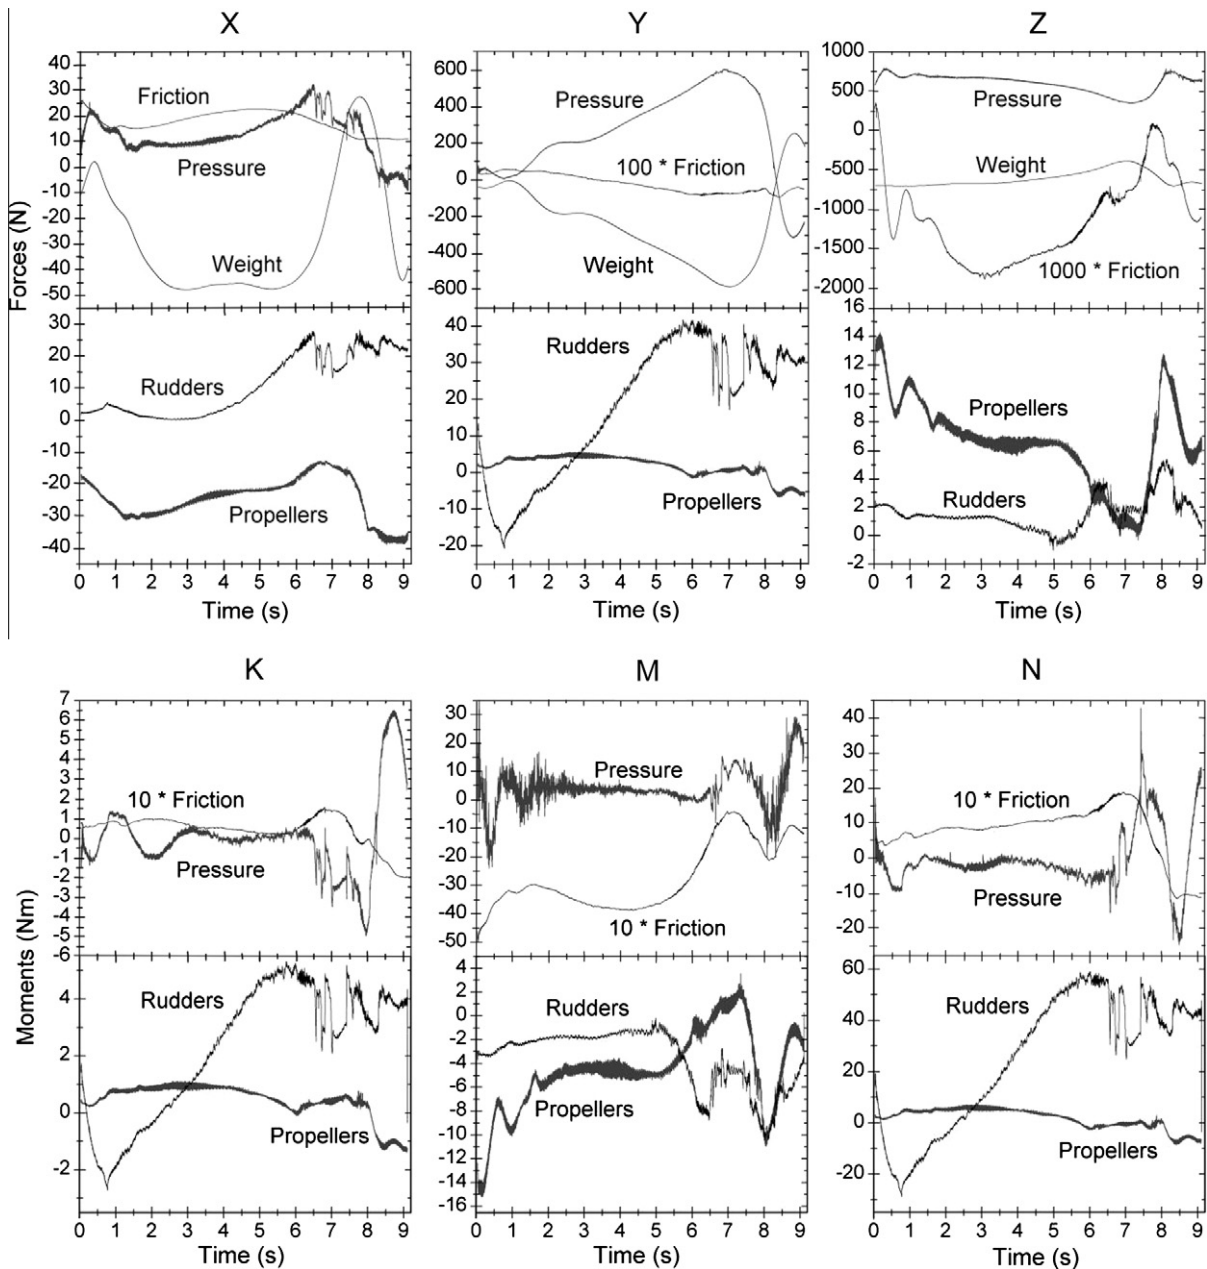 X Y Z
Forces (N)
40
30
20
10
0
-10
-20
-30
-40
-50
Friction
Pressure
Weight
30
20
10
0
-10
-20
-30
-40
Rudders
Propellers
0 1 2 3 4 5 6 7 8 9
Time (s)
600
400
200
0
-200
-400
-600
Pressure
100 * Friction
Weight
40
30
20
10
0
-10
-20
Rudders
Propellers
0 1 2 3 4 5 6 7 8 9
Time (s)
1000
500
0
-500
-1000
-1500
-2000
Pressure
Weight
1000 * Friction
16
14
12
10
8
6
4
2
0
-2
Propellers
Rudders
0 1 2 3 4 5 6 7 8 9
Time (s)
K M N
Moments (Nm)
7
6
5
4
3
2
1
0
-1
-2
-3
-4
-5
-6
10 * Friction
Pressure
4
2
0
-2
Rudders
Propellers
0 1 2 3 4 5 6 7 8 9
Time (s)
30
20
10
0
-10
-20
-30
-40
-50
Pressure
10 * Friction
4
2
0
-2
-4
-6
-8
-10
-12
-14
-16
Rudders
Propellers
0 1 2 3 4 5 6 7 8 9
Time (s)
40
30
20
10
0
-10
-20
10 * Friction
Pressure
60
40
20
0
-20
Rudders
Propellers
0 1 2 3 4 5 6 7 8 9
Time (s)